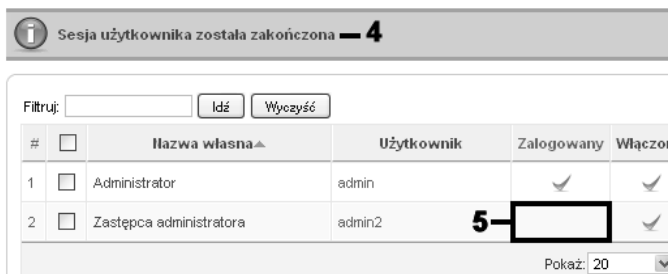 Sesja użytkownika została zakończona 4
Filtruj: Idź Wyczyść
# Nazwa własna Użytkownik Zalogowany
1 Administrator admin
2 Zastępca administratora admin2 5
Pokaż: 20